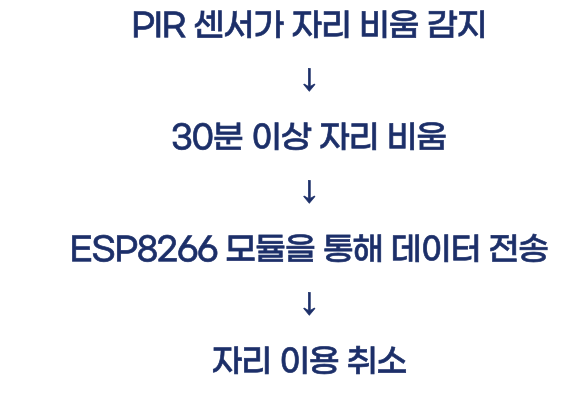 PIR 센서가 자리 비움 감지
↓
30분 이상 자리 비움
↓
ESP8266 모듈을 통해 데이터 전송
↓
자리 이용 취소